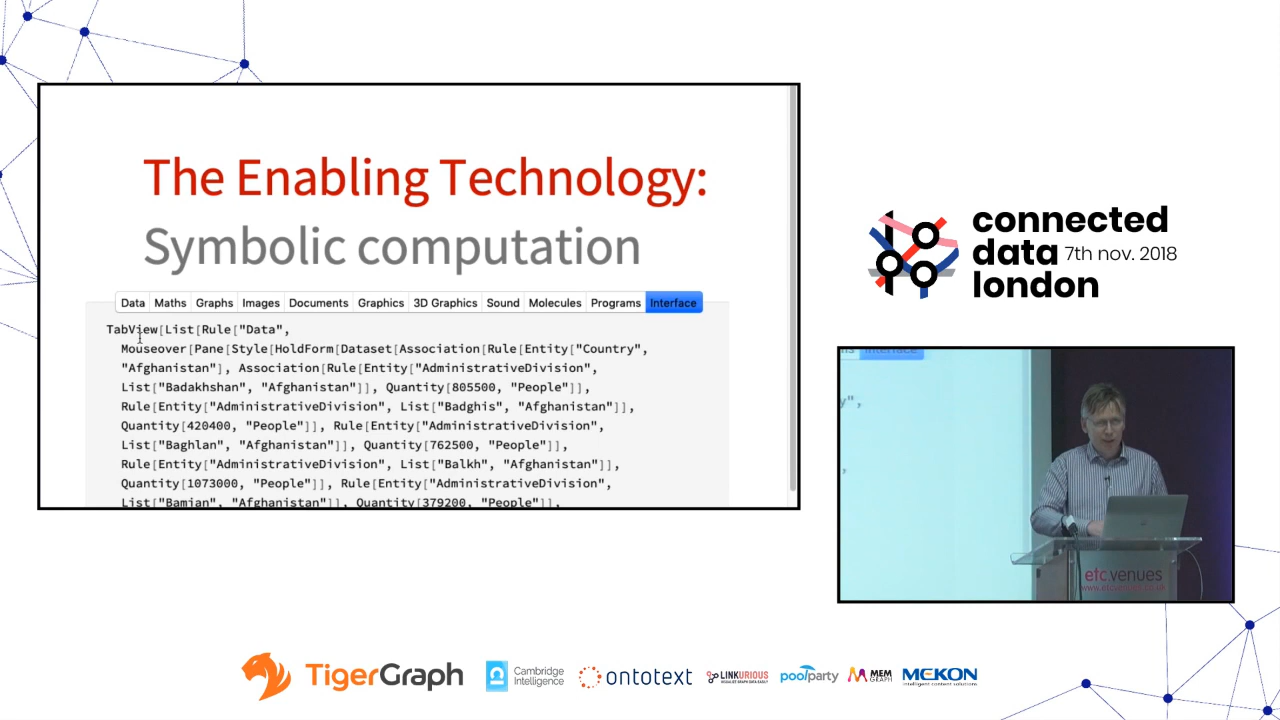 The Enabling Technology:
Symbolic computation
Data Maths Graphs Images Documents Graphics 3D Graphics Sound Molecules Programs Interface
TabView[List[Rule["Data",
Mouseover[Pane[Style[HoldForm[Dataset[Association[Rule[Entity["Country",
"Afghanistan"], Association[Rule[Entity["AdministrativeDivision",
List["Badakhshan", "Afghanistan"]], Quantity[805500, "People"]],
Rule[Entity["AdministrativeDivision", List["Badghis", "Afghanistan"]],
Quantity[420400, "People"]], Rule[Entity["AdministrativeDivision",
List["Baghlan", "Afghanistan"]], Quantity[762500, "People"]],
Rule[Entity["AdministrativeDivision", List["Balkh", "Afghanistan"]],
Quantity[1073000, "People"]], Rule[Entity["AdministrativeDivision",
List["Bamian", "Afghanistan"]], Quantity[379200, "People"]],
connected
data 7th nov. 2018
london
Interface
etc.venues
TigerGraph
Cambridge
Intelligence
ontotext
LINKURIOUS
poolparty
MEM
GRAPH
MEKON
intelligent content solutions